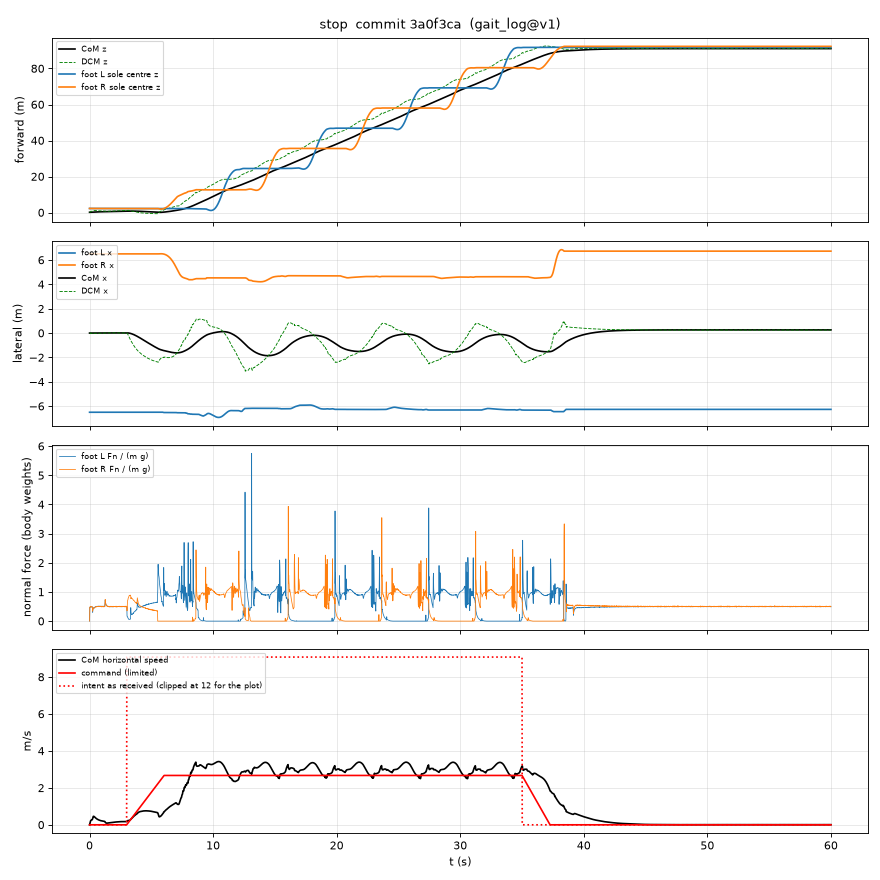 stop  commit 3a0f3ca  (gait_log@v1)
forward (m)
80
60
40
20
0
CoM z
DCM z
foot L sole centre z
foot R sole centre z
lateral (m)
6
4
2
0
−2
−4
−6
foot L x
foot R x
CoM x
DCM x
normal force (body weights)
6
5
4
3
2
1
0
foot L Fn / (m g)
foot R Fn / (m g)
m/s
8
6
4
2
0
CoM horizontal speed
command (limited)
intent as received (clipped at 12 for the plot)
0 10 20 30 40 50 60
t (s)